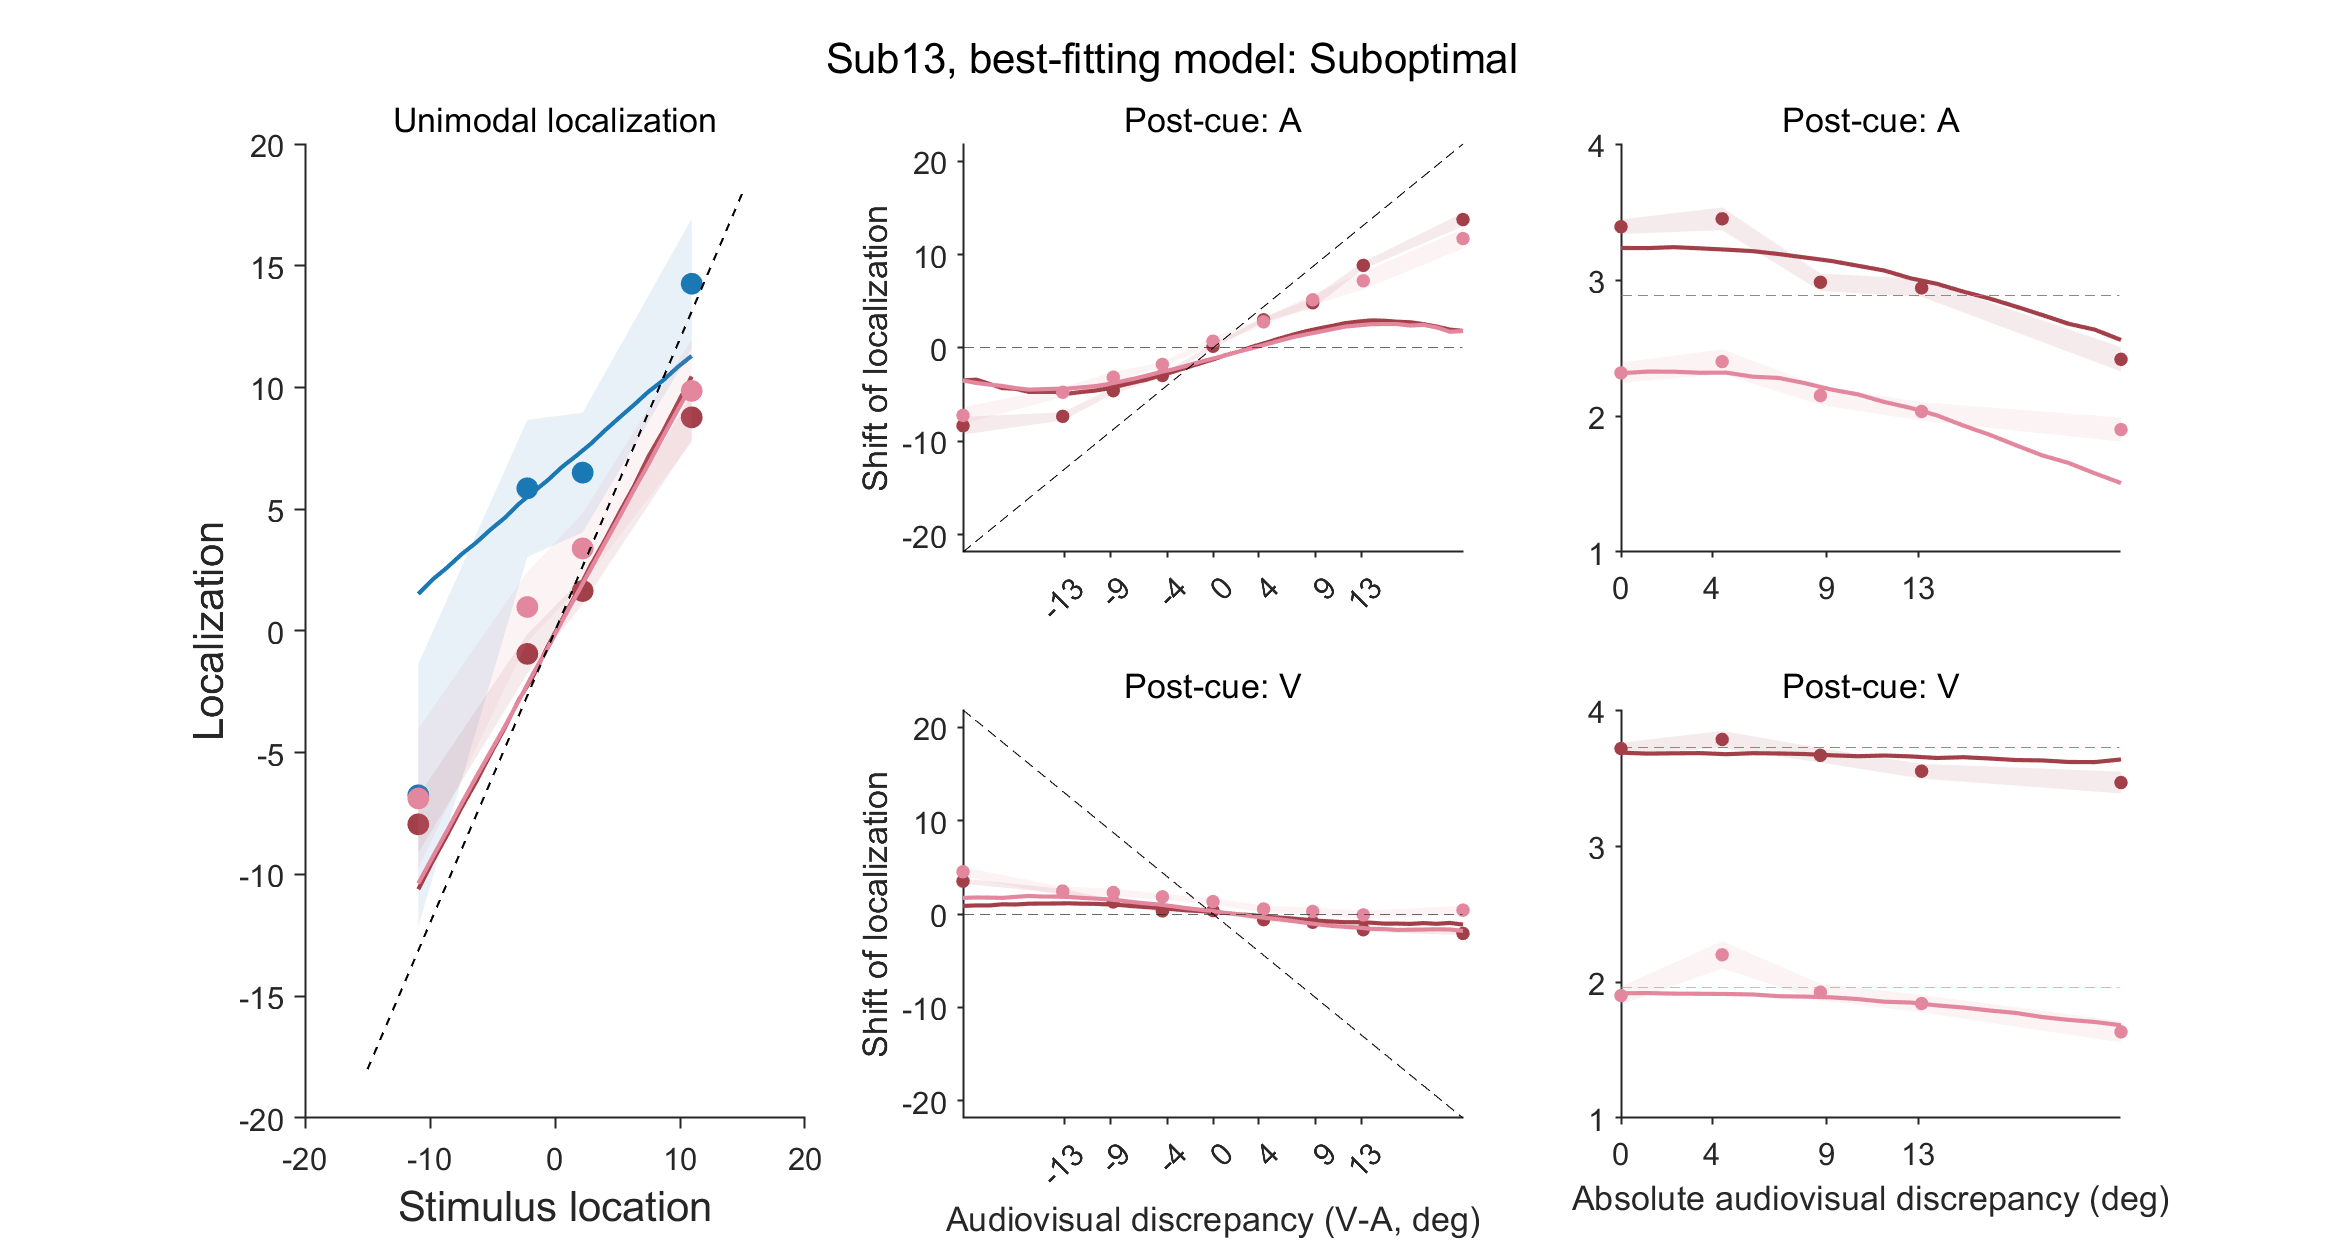 Sub13, best-fitting model: Suboptimal
Unimodal localization
20
15
10
5
0
-5
-10
-15
-20
-20 -10 0 10 20
Localization
Stimulus location
Post-cue: A
20
10
0
-10
-20
-13 -9 -4 0 4 9 13
Shift of localization
Post-cue: A
4
3
2
1
0 4 9 13
Post-cue: V
20
10
0
-10
-20
-13 -9 -4 0 4 9 13
Shift of localization
Audiovisual discrepancy (V-A, deg)
Post-cue: V
4
3
2
1
0 4 9 13
Absolute audiovisual discrepancy (deg)